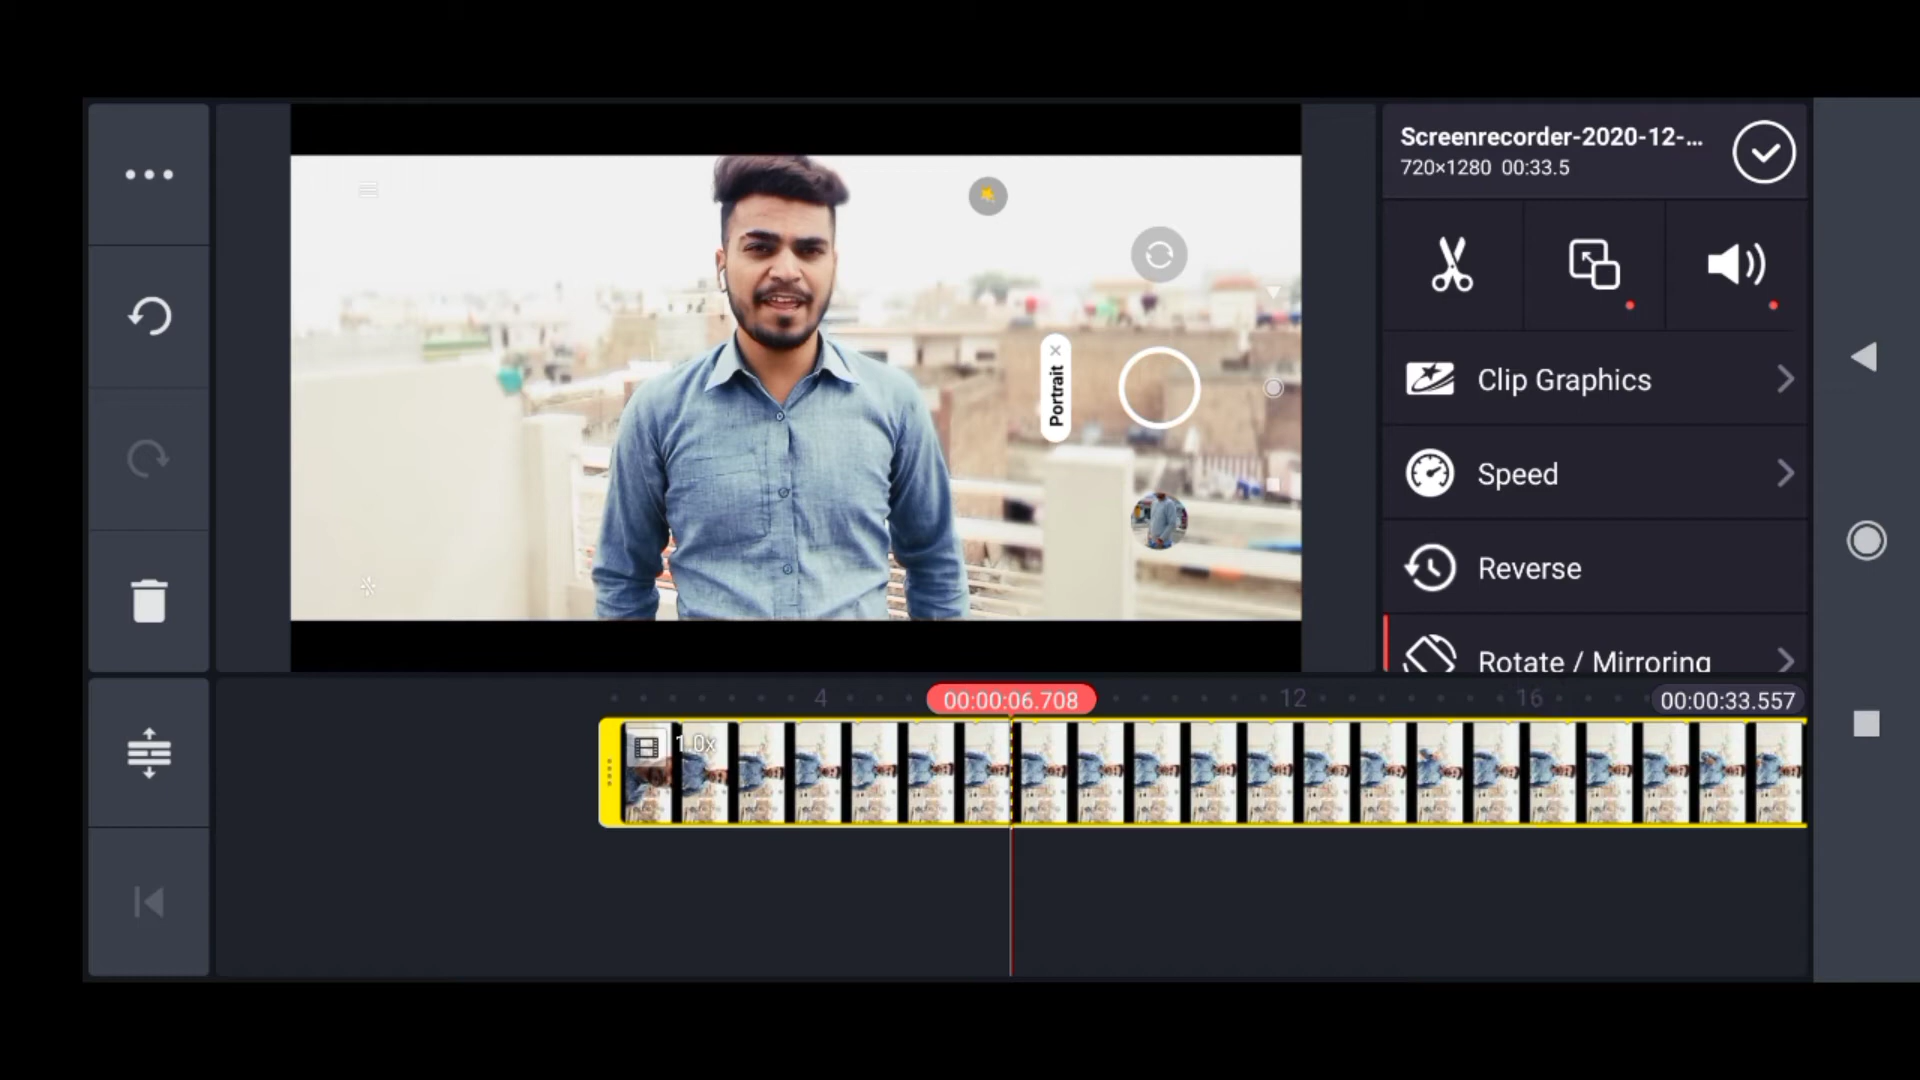 Screenrecorder-2020-12-...
720×1280 00:33.5
Portrait
Clip Graphics
Speed
Reverse
Rotate / Mirroring
4
00:00:06.708
12
16
00:00:33.557
1.0x